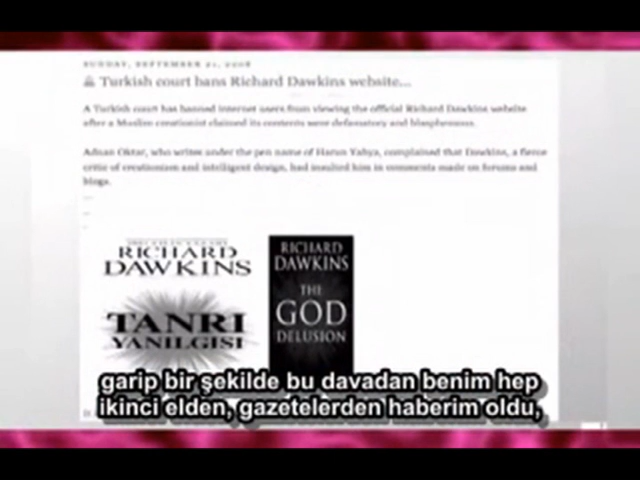 SUNDAY, SEPTEMBER 21, 2008
Turkish court bans Richard Dawkins website...
A Turkish court has banned internet users from viewing the official Richard Dawkins website
after a Muslim creationist claimed its contents were defamatory and blasphemous.
Adnan Oktar, who writes under the pen name of Harun Yahya, complained that Dawkins, a fierce
critic of creationism and intelligent design, had insulted him in comments made on forums and
blogs.
RICHARD
DAWKINS
TANRI
YANILGISI
RICHARD
DAWKINS
THE
GOD
DELUSION
garip bir şekilde bu davadan benim hep
ikinci elden, gazetelerden haberim oldu,